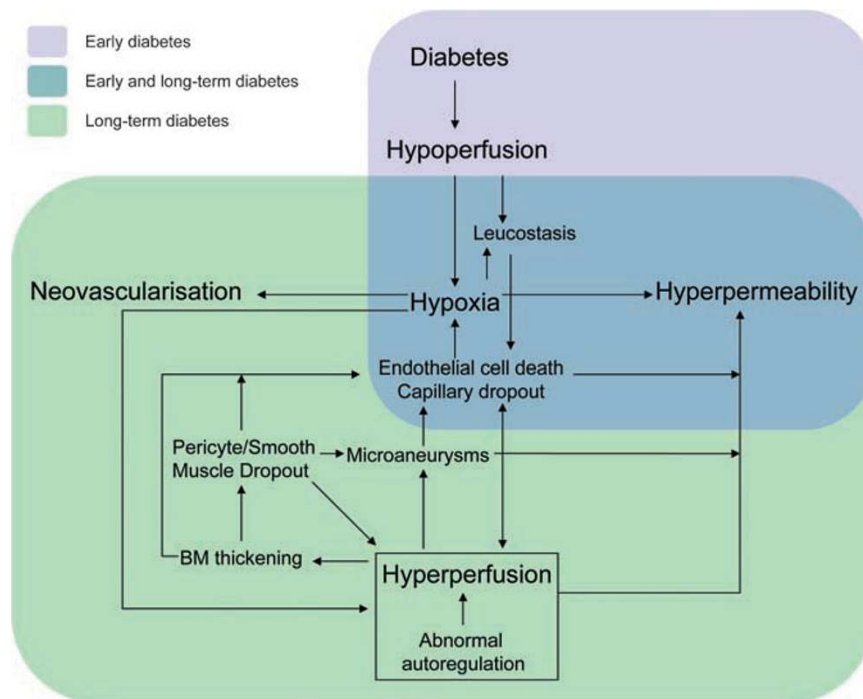 Early diabetes
Early and long-term diabetes
Long-term diabetes
Diabetes
Hypoperfusion
Leucostasis
Neovascularisation
Hypoxia
Hyperpermeability
Endothelial cell death
Capillary dropout
Pericyte/Smooth
Muscle Dropout
Microaneurysms
BM thickening
Hyperperfusion
Abnormal
autoregulation